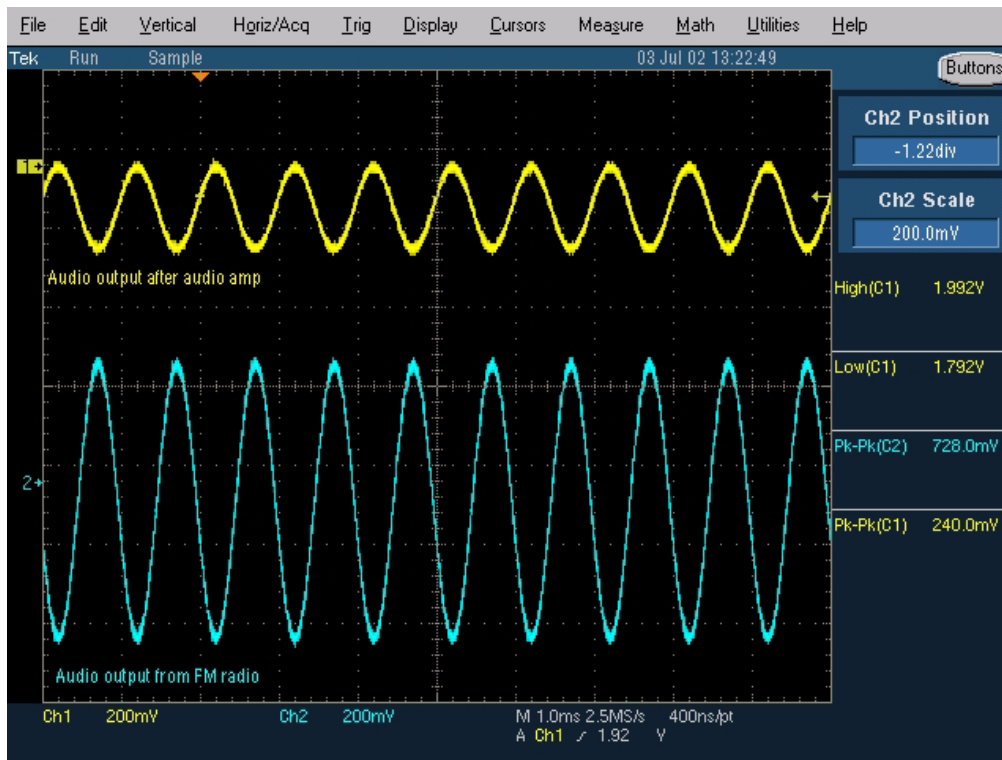 File Edit Vertical Horiz/Acq Trig Display Cursors Measure Math Utilities Help
Tek Run Sample 03 Jul 02 13:22:49
Buttons
Ch2 Position
-1.22div
Ch2 Scale
200.0mV
1
Audio output after audio amp
High(C1) 1.992V
Low(C1) 1.792V
Pk-Pk(C2) 728.0mV
2
Pk-Pk(C1) 240.0mV
Audio output from FM radio
Ch1 200mV Ch2 200mV M 1.0ms 2.5MS/s 400ns/pt
A Ch1 ∕ 1.92 V